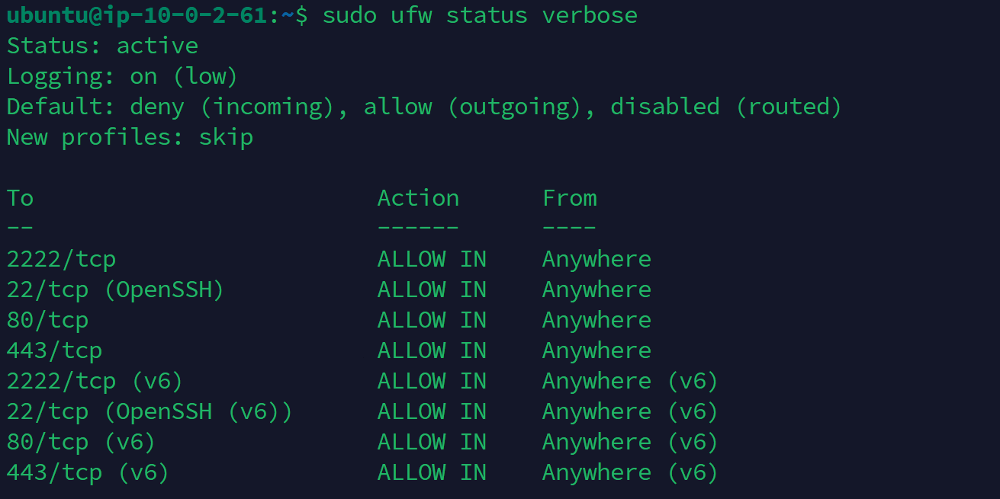 ubuntu@ip-10-0-2-61:~$ sudo ufw status verbose
Status: active
Logging: on (low)
Default: deny (incoming), allow (outgoing), disabled (routed)
New profiles: skip

To                         Action      From
--                         ------      ----
2222/tcp                   ALLOW IN    Anywhere
22/tcp (OpenSSH)           ALLOW IN    Anywhere
80/tcp                     ALLOW IN    Anywhere
443/tcp                    ALLOW IN    Anywhere
2222/tcp (v6)              ALLOW IN    Anywhere (v6)
22/tcp (OpenSSH (v6))      ALLOW IN    Anywhere (v6)
80/tcp (v6)                ALLOW IN    Anywhere (v6)
443/tcp (v6)               ALLOW IN    Anywhere (v6)